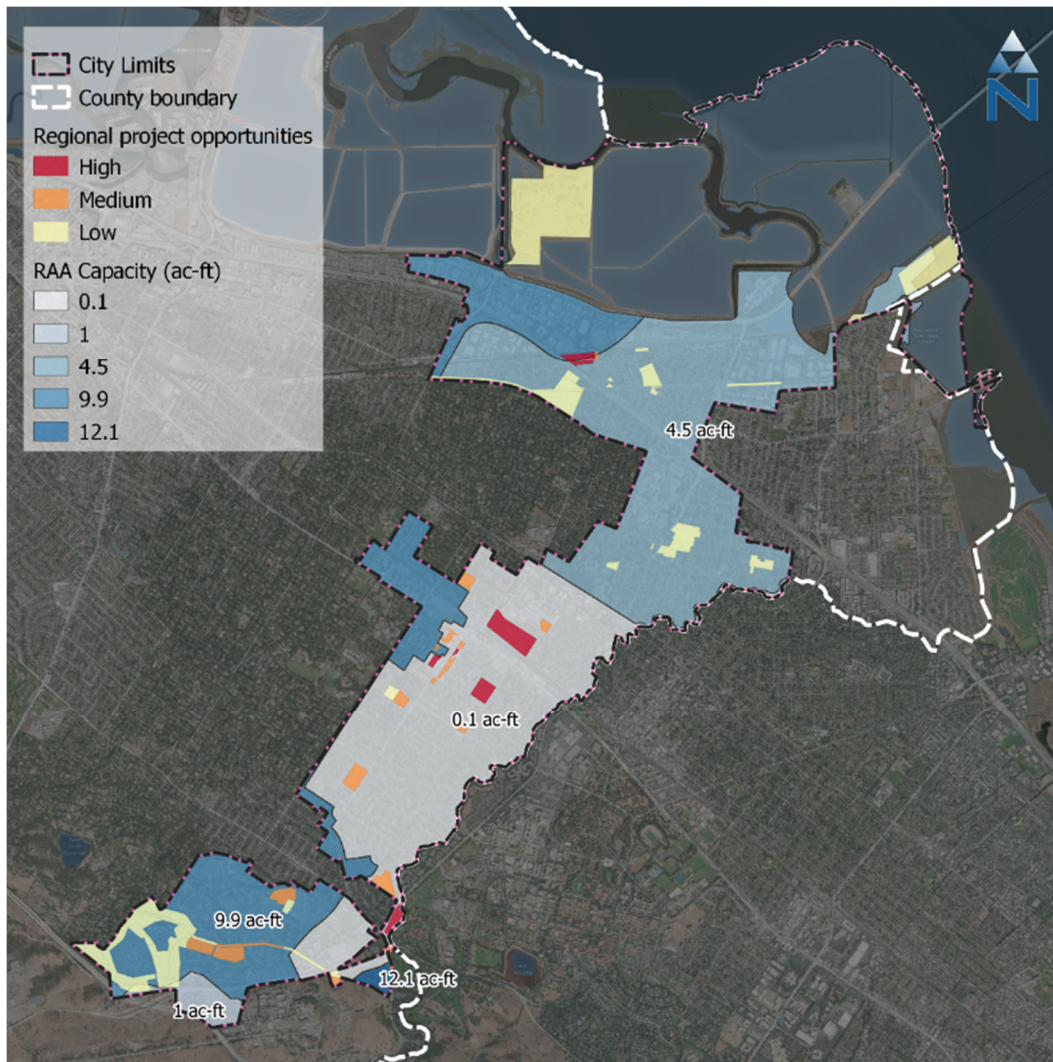 City Limits
County boundary
Regional project opportunities
High
Medium
Low
RAA Capacity (ac-ft)
0.1
1
4.5
9.9
12.1
N
4.5 ac-ft
0.1 ac-ft
9.9 ac-ft
12.1 ac-ft
1 ac-ft